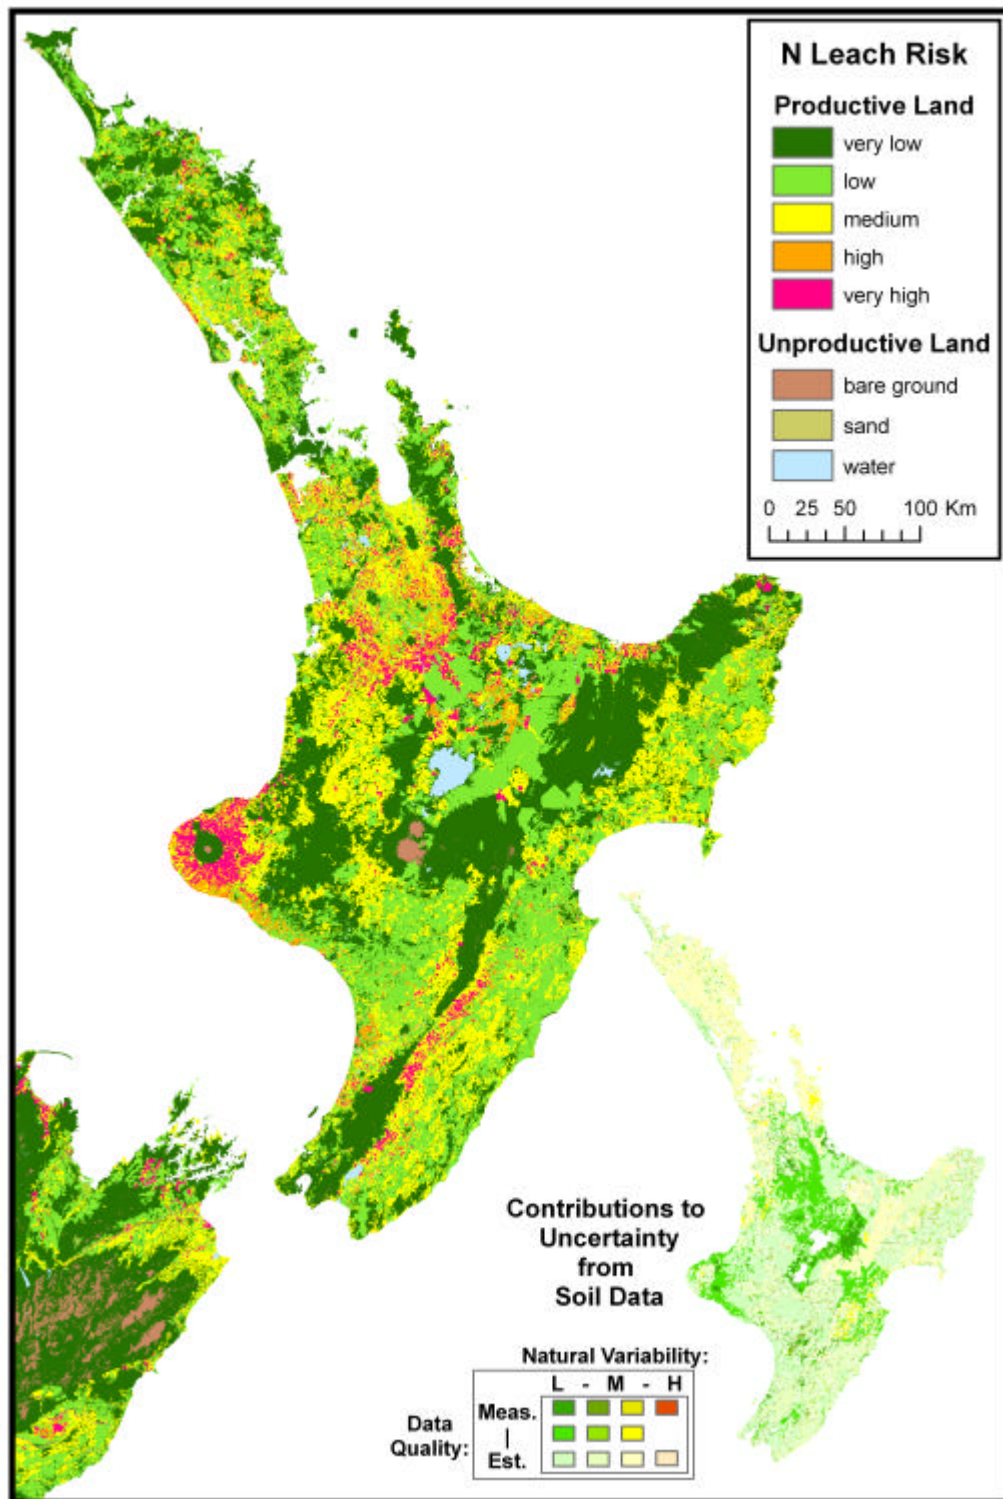 N Leach Risk
Productive Land
very low
low
medium
high
very high
Unproductive Land
bare ground
sand
water
0 25 50 100 Km
Contributions to
Uncertainty
from
Soil Data
Natural Variability:
L - M - H
Data
Quality:
Meas.
|
Est.